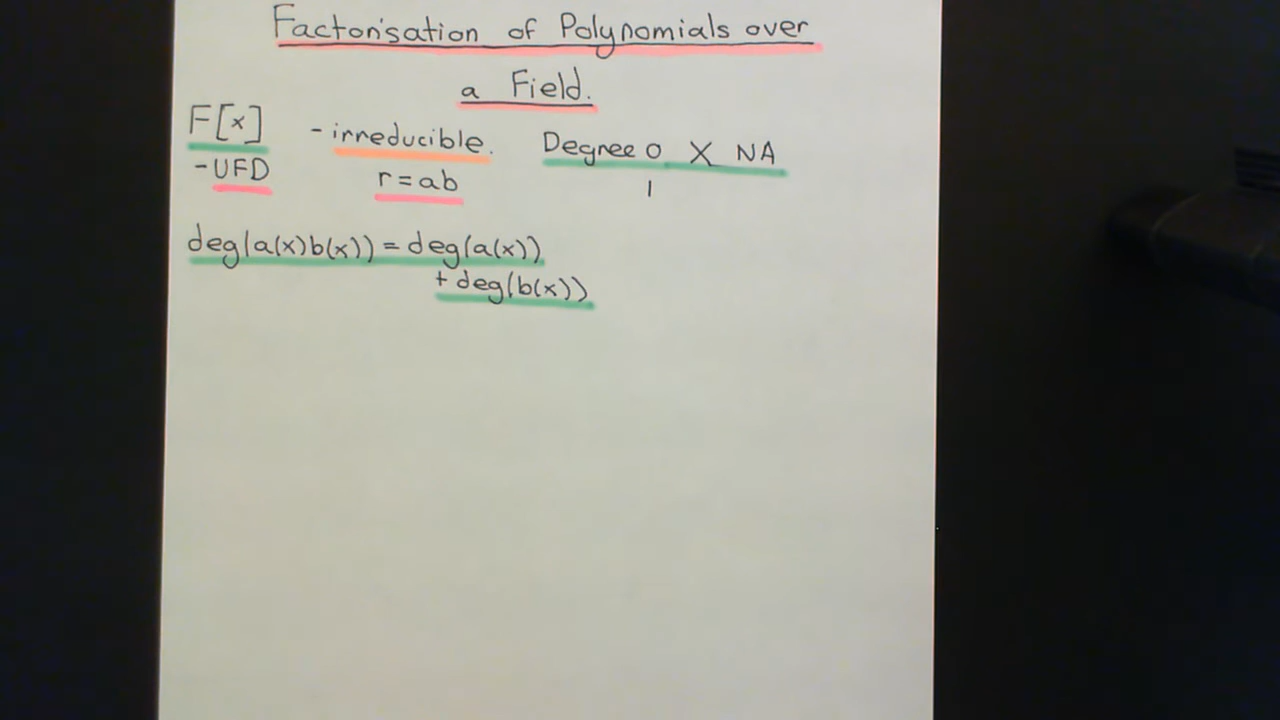 Factorisation of Polynomials over
a Field.
F[x] - irreducible. Degree 0 X NA
- UFD r = ab 1
deg(a(x)b(x)) = deg(a(x))
+ deg(b(x))